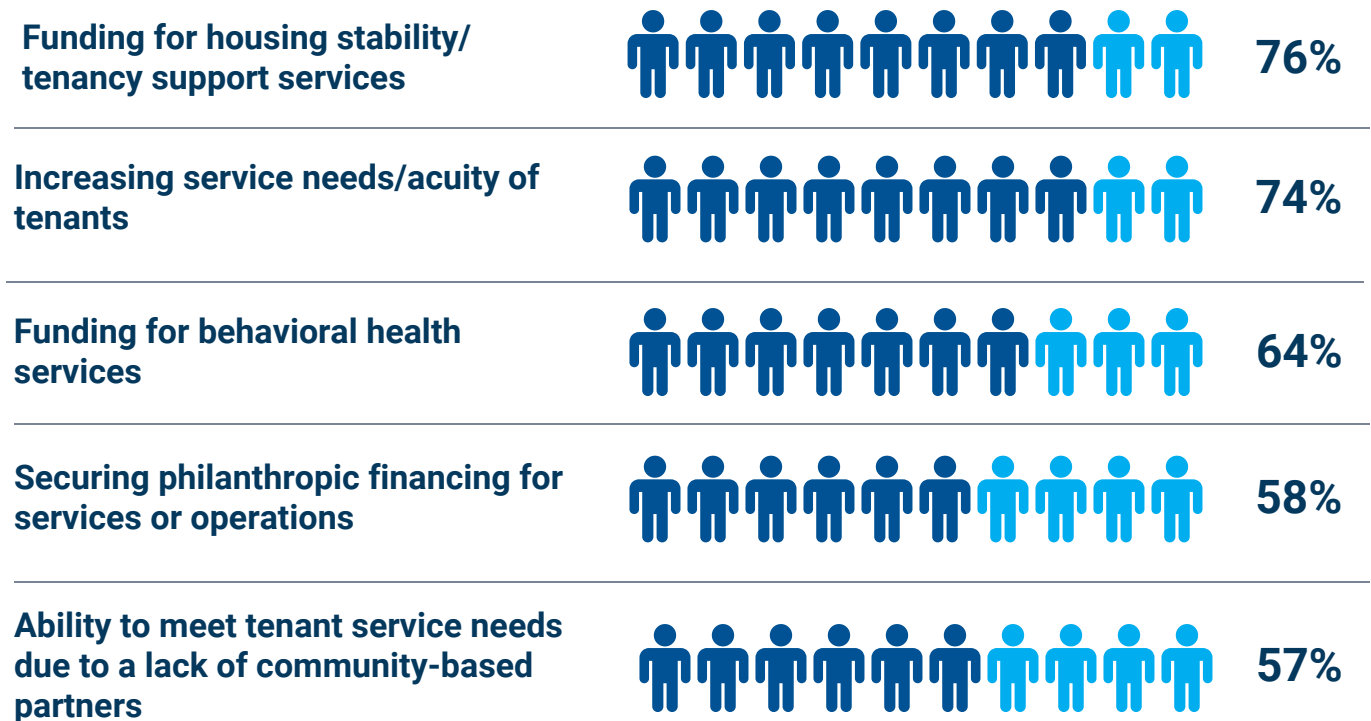 Funding for housing stability/
tenancy support services
76%
Increasing service needs/acuity of
tenants
74%
Funding for behavioral health
services
64%
Securing philanthropic financing for
services or operations
58%
Ability to meet tenant service needs
due to a lack of community-based
partners
57%